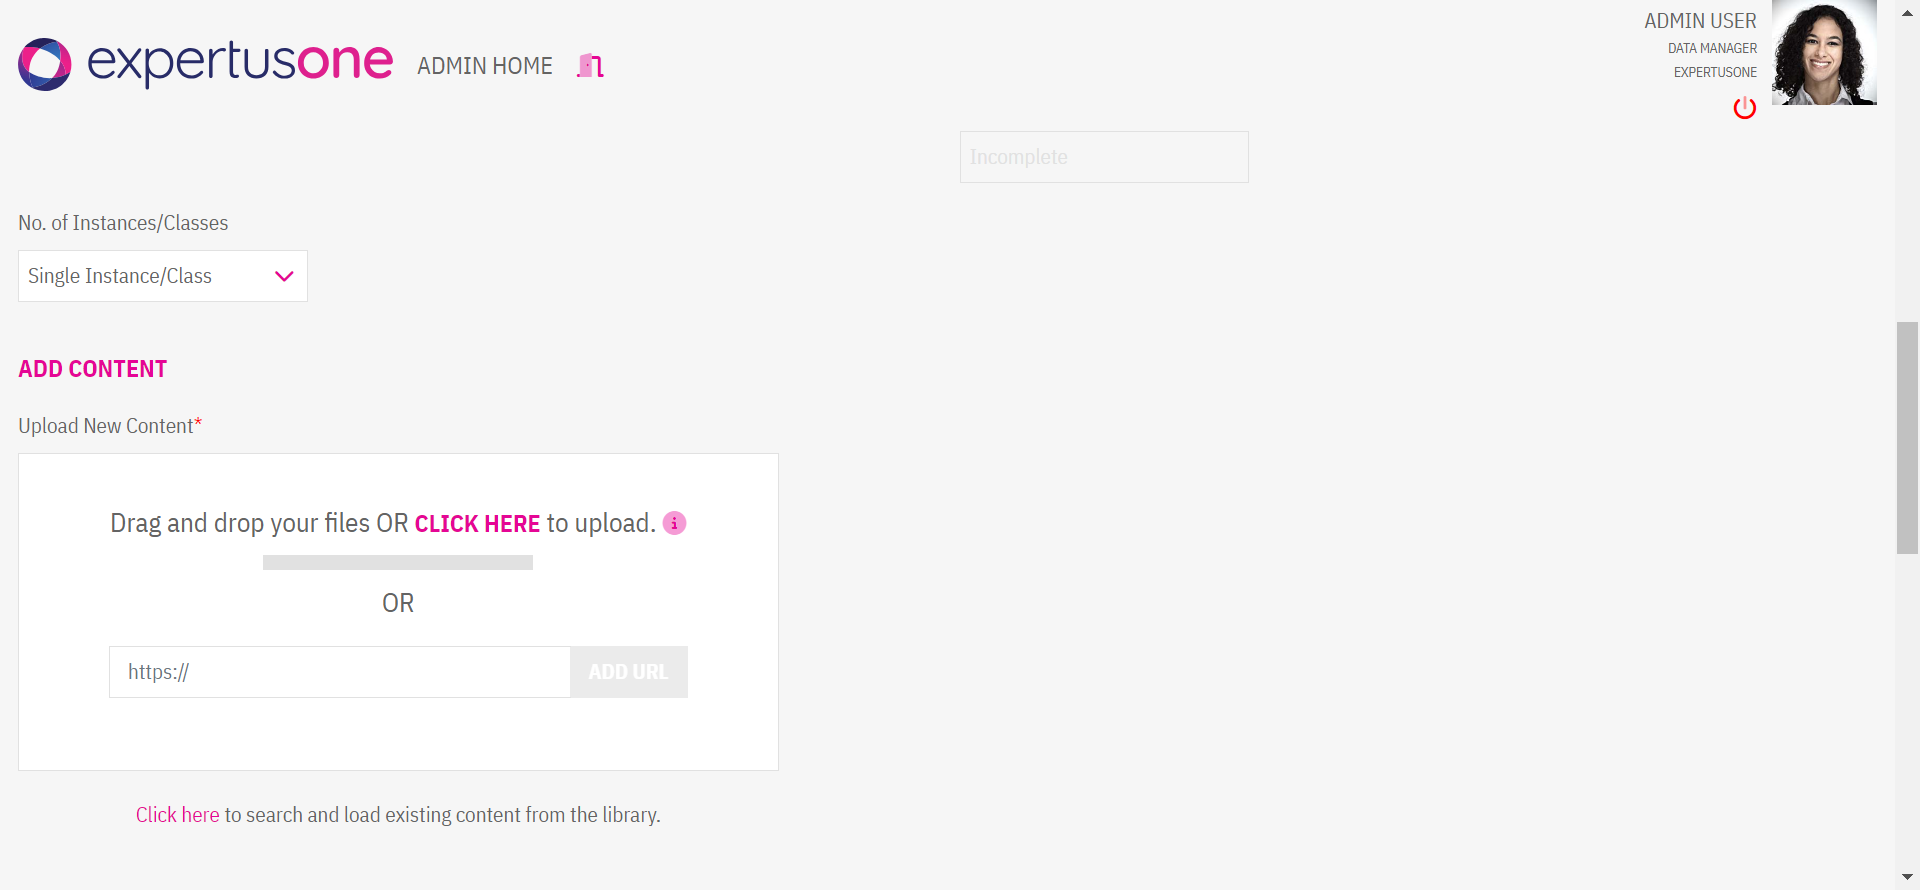 expertusone
ADMIN HOME
ADMIN USER
DATA MANAGER
EXPERTUSONE
Incomplete
No. of Instances/Classes
Single Instance/Class
ADD CONTENT
Upload New Content*
Drag and drop your files OR CLICK HERE to upload. i
OR
https://
ADD URL
Click here to search and load existing content from the library.